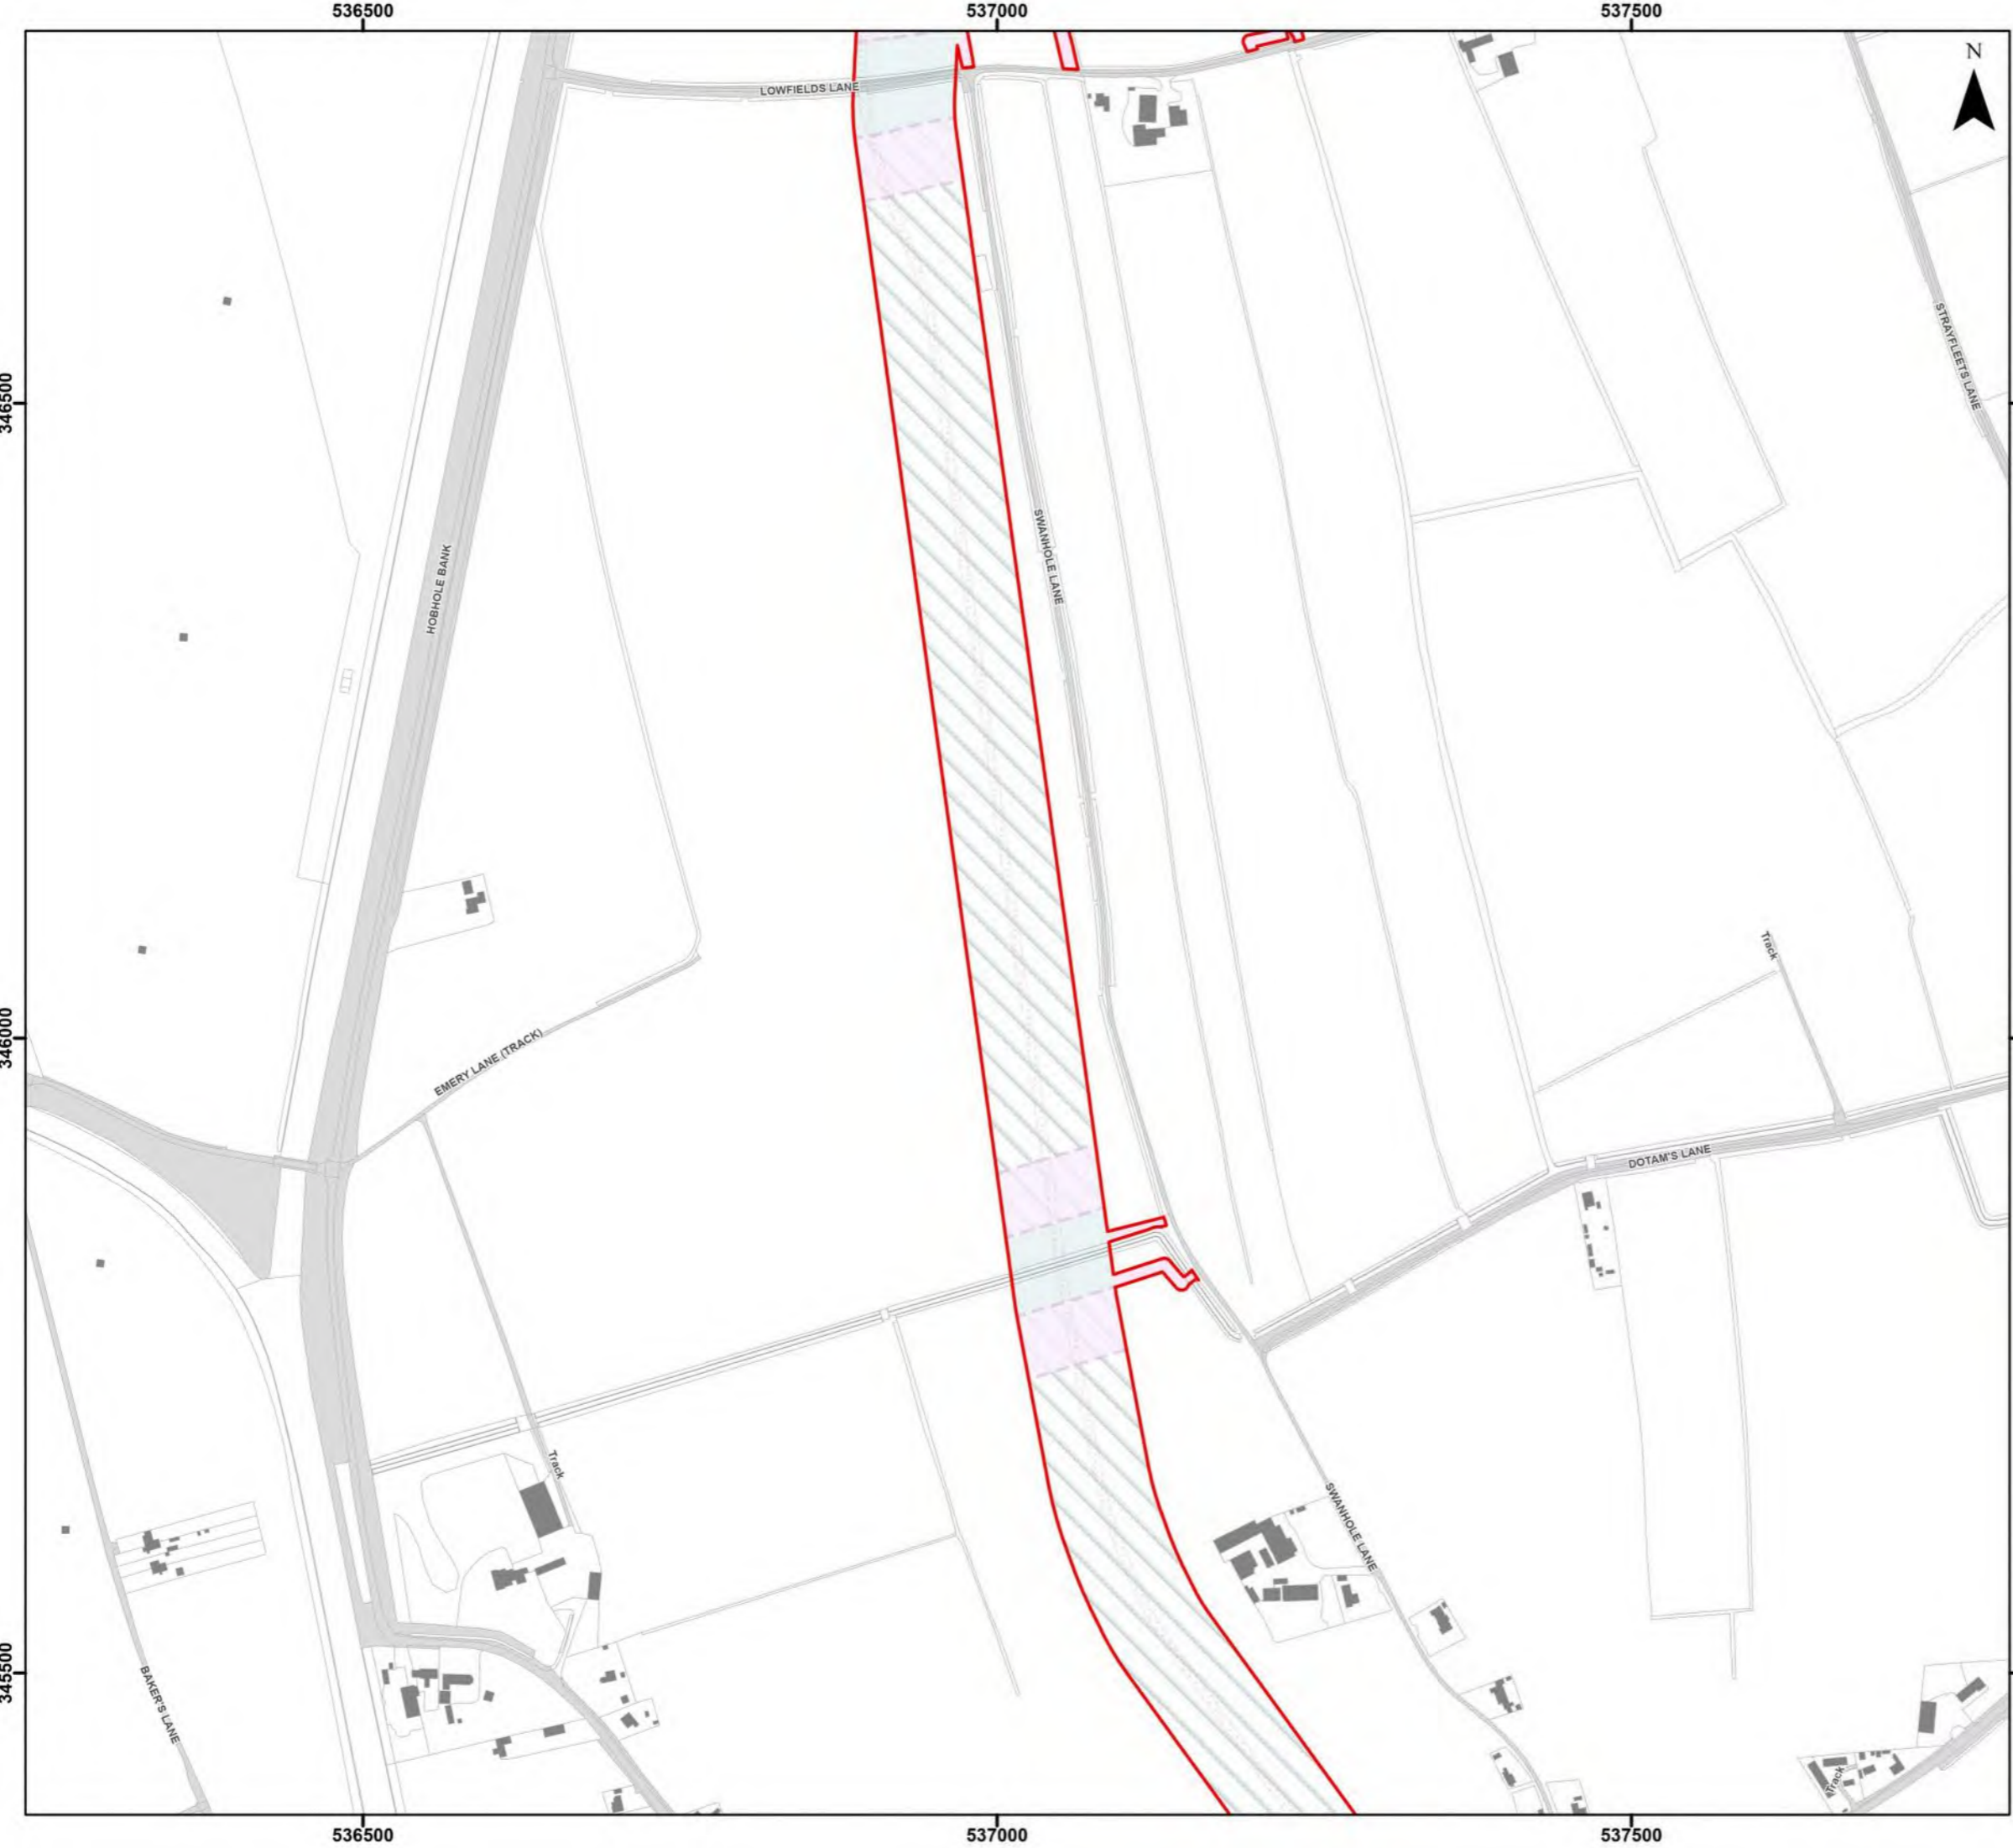 536500
537000
537500
N
LOWFIELDS LANE
STRAYFLEETS LANE
346500
SWANHOLE LANE
HOBHOLE BANK
Track
346000
EMERY LANE (TRACK)
DOTAM'S LANE
Track
SWANHOLE LANE
345500
BAKER'S LANE
Track
536500
537000
537500